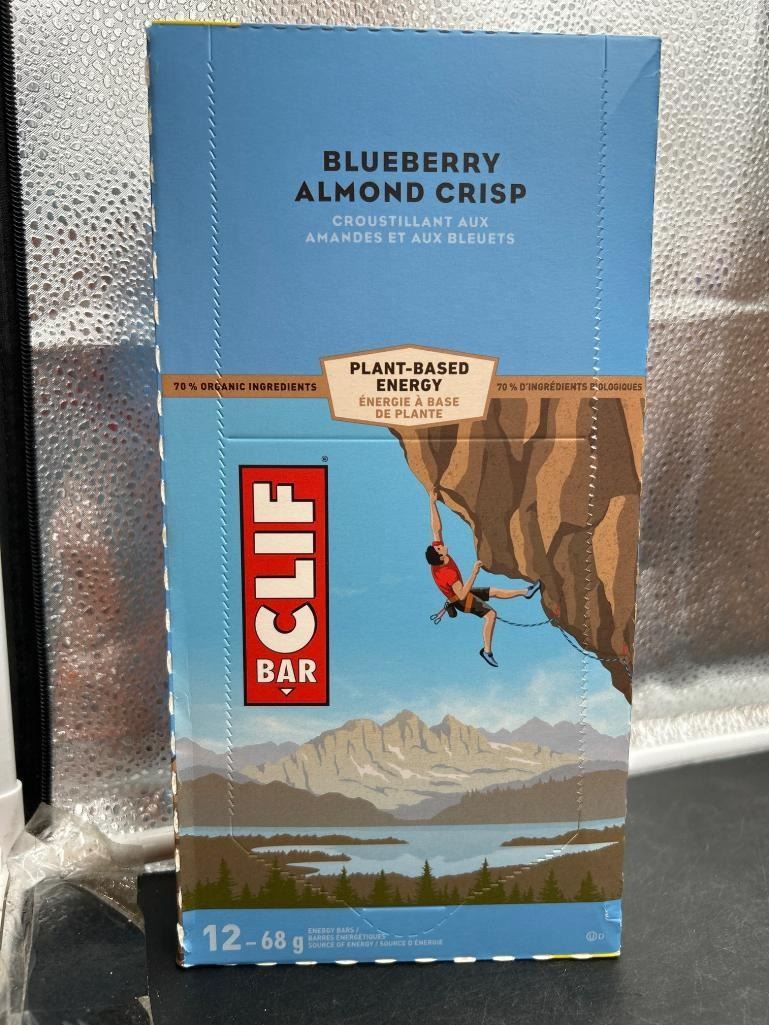 BLUEBERRY
ALMOND CRISP
CROUSTILLANT AUX
AMANDES ET AUX BLEUETS
PLANT-BASED
ENERGY
ÉNERGIE À BASE
DE PLANTE
70 % ORGANIC INGREDIENTS
70 % D'INGRÉDIENTS BIOLOGIQUES
CLIF
®
BAR
12 – 68 g
ENERGY BARS /
BARRES ÉNERGÉTIQUES
SOURCE OF ENERGY / SOURCE D'ÉNERGIE
U D